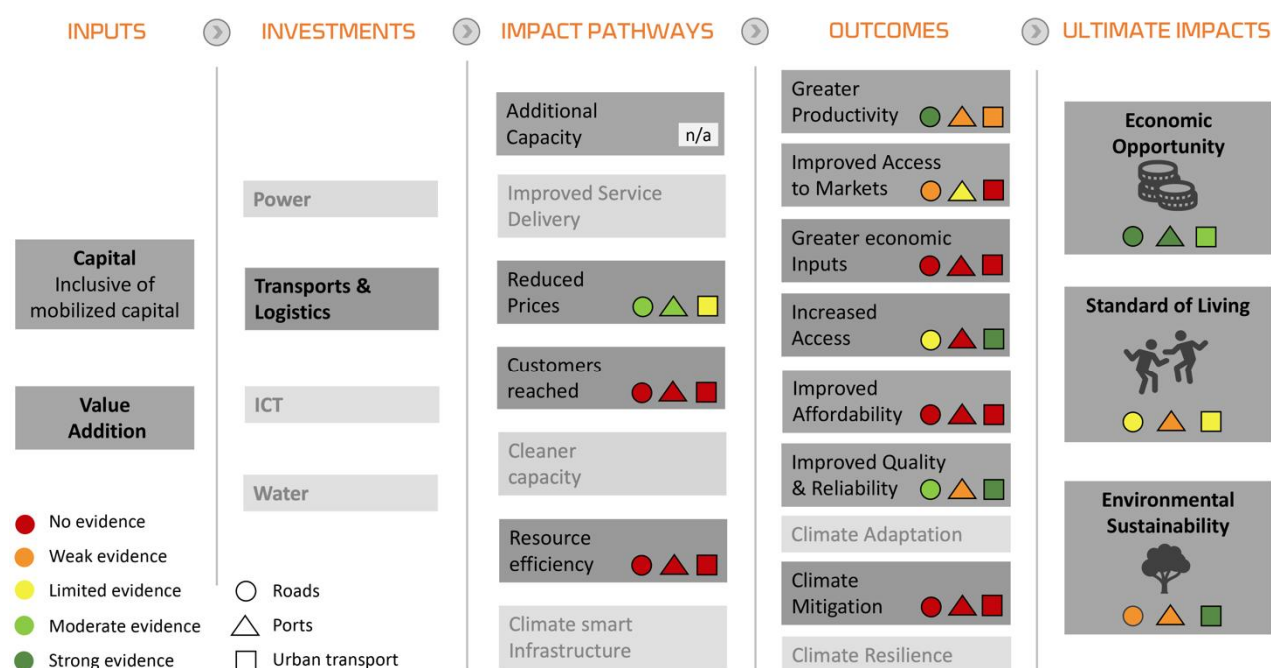 INPUTS
INVESTMENTS
IMPACT PATHWAYS
OUTCOMES
ULTIMATE IMPACTS
Capital
Inclusive of
mobilized capital
Value
Addition
No evidence
Weak evidence
Limited evidence
Moderate evidence
Strong evidence
Roads
Ports
Urban transport
Power
Transports &
Logistics
ICT
Water
Additional
Capacity
n/a
Improved Service
Delivery
Reduced
Prices
Customers
reached
Cleaner
capacity
Resource
efficiency
Climate smart
Infrastructure
Greater
Productivity
Improved Access
to Markets
Greater economic
Inputs
Increased
Access
Improved
Affordability
Improved Quality
& Reliability
Climate Adaptation
Climate
Mitigation
Climate Resilience
Economic
Opportunity
Standard of Living
Environmental
Sustainability